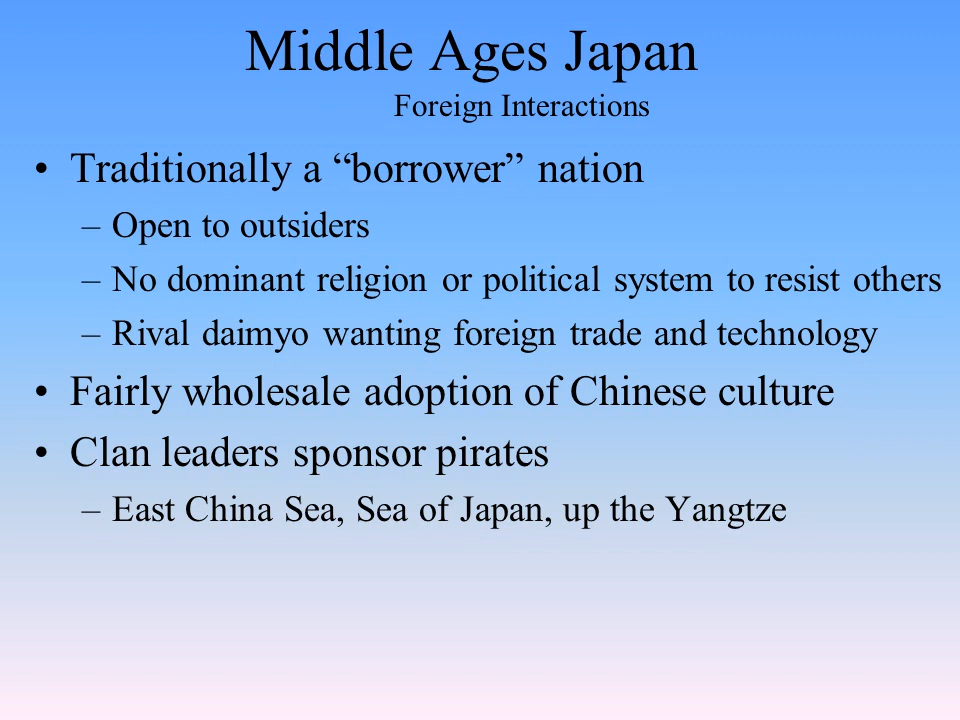 Middle Ages Japan
Foreign Interactions
• Traditionally a “borrower” nation
– Open to outsiders
– No dominant religion or political system to resist others
– Rival daimyo wanting foreign trade and technology
• Fairly wholesale adoption of Chinese culture
• Clan leaders sponsor pirates
– East China Sea, Sea of Japan, up the Yangtze